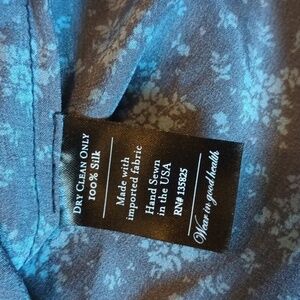 DRY CLEAN ONLY
100% Silk
Made with
imported fabric
Hand Sewn
in the USA
RN# 135825
Wear in good health